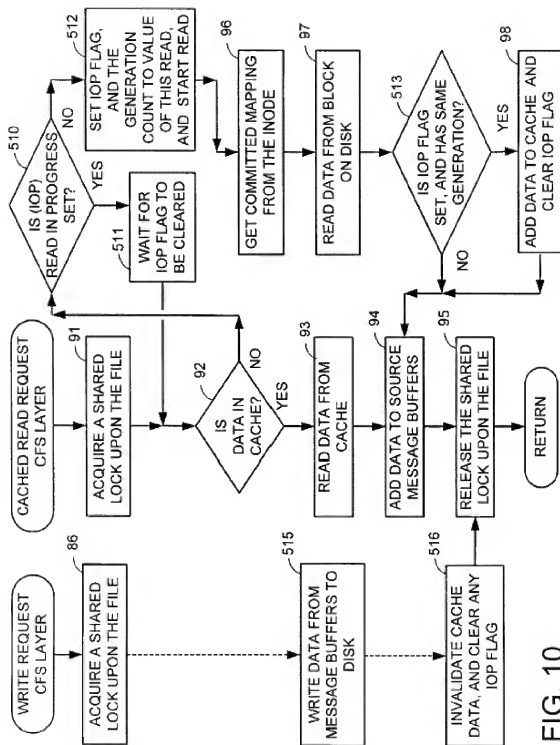 WRITE REQUEST
CFS LAYER
86
ACQUIRE A SHARED
LOCK UPON THE FILE
515
WRITE DATA FROM
MESSAGE BUFFERS TO
DISK
516
INVALIDATE CACHE
DATA, AND CLEAR ANY
IOP FLAG
CACHED READ REQUEST
CFS LAYER
91
ACQUIRE A SHARED
LOCK UPON THE FILE
92
IS
DATA IN
CACHE?
NO
YES
93
READ DATA FROM
CACHE
94
ADD DATA TO SOURCE
MESSAGE BUFFERS
95
RELEASE THE SHARED
LOCK UPON THE FILE
RETURN
510
IS (IOP)
READ IN PROGRESS
SET?
NO
YES
511
WAIT FOR
IOP FLAG TO
BE CLEARED
512
SET IOP FLAG,
AND THE
GENERATION
COUNT TO VALUE
OF THIS READ,
AND START READ
96
GET COMMITTED MAPPING
FROM THE INODE
97
READ DATA FROM BLOCK
ON DISK
513
IS IOP FLAG
SET, AND HAS SAME
GENERATION?
NO
YES
98
ADD DATA TO CACHE AND
CLEAR IOP FLAG
FIG. 10